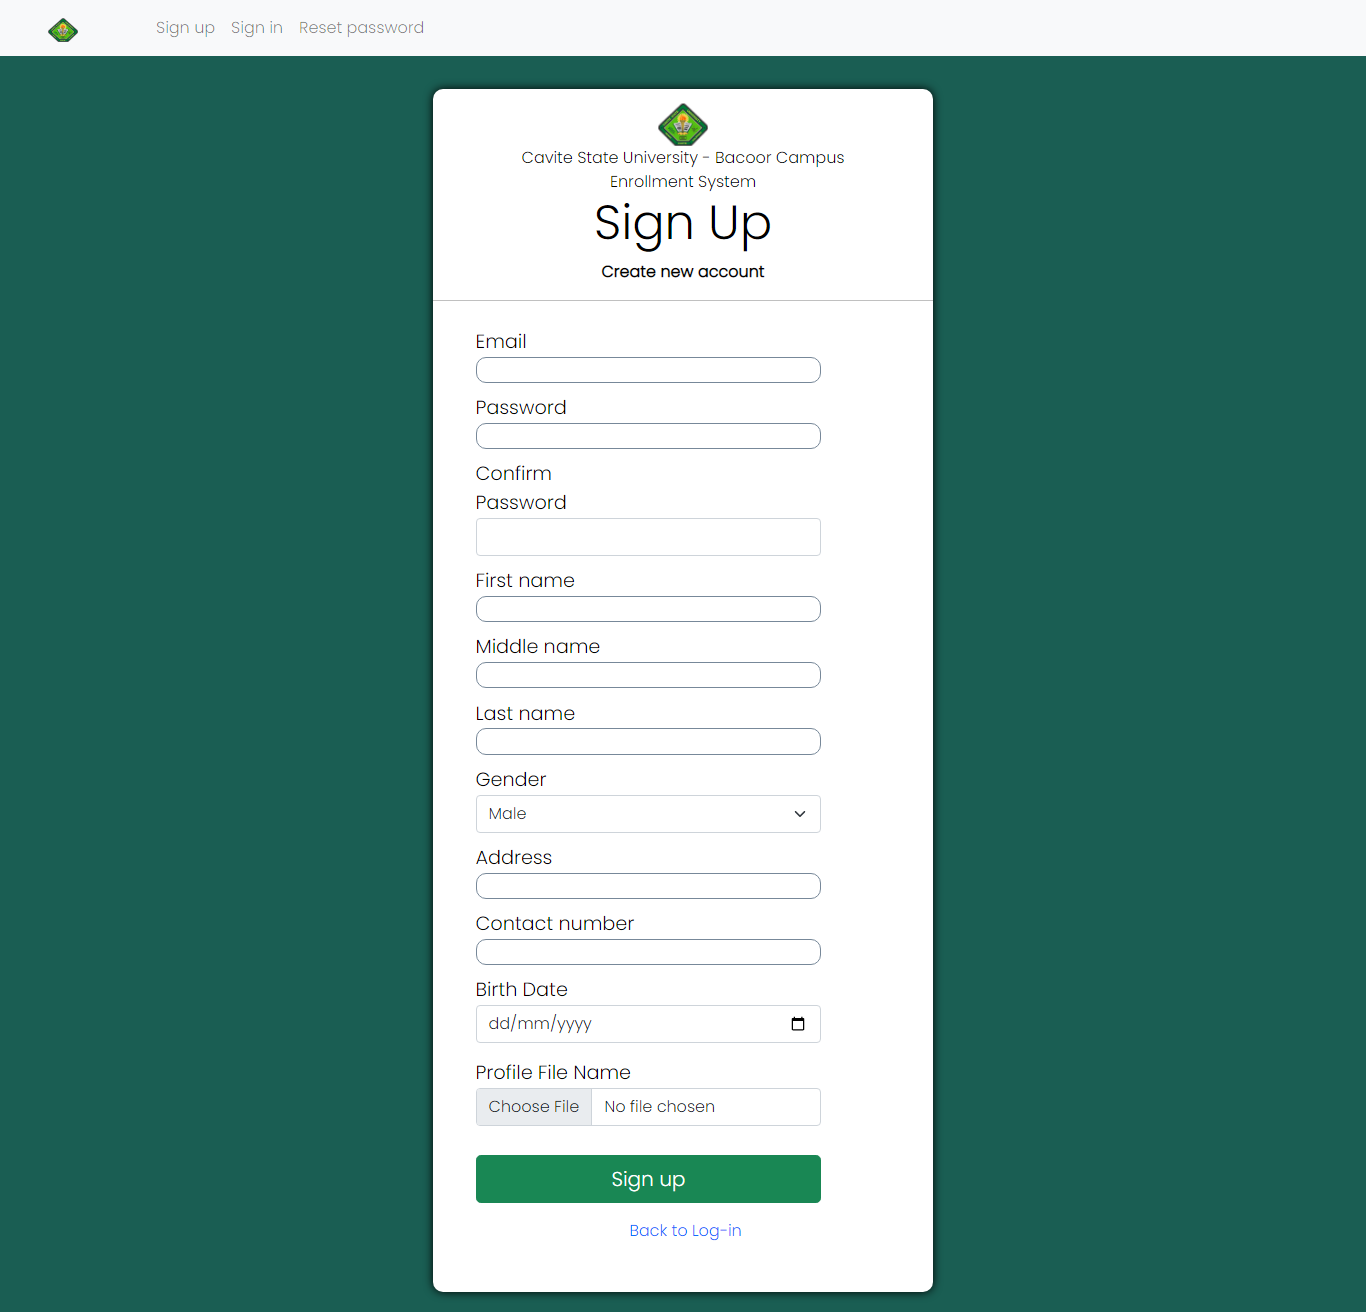 Sign up Sign in Reset password
Cavite State University - Bacoor Campus
Enrollment System
Sign Up
Create new account
Email
Password
Confirm
Password
First name
Middle name
Last name
Gender
Male
Address
Contact number
Birth Date
dd/mm/yyyy
Profile File Name
Choose File No file chosen
Sign up
Back to Log-in